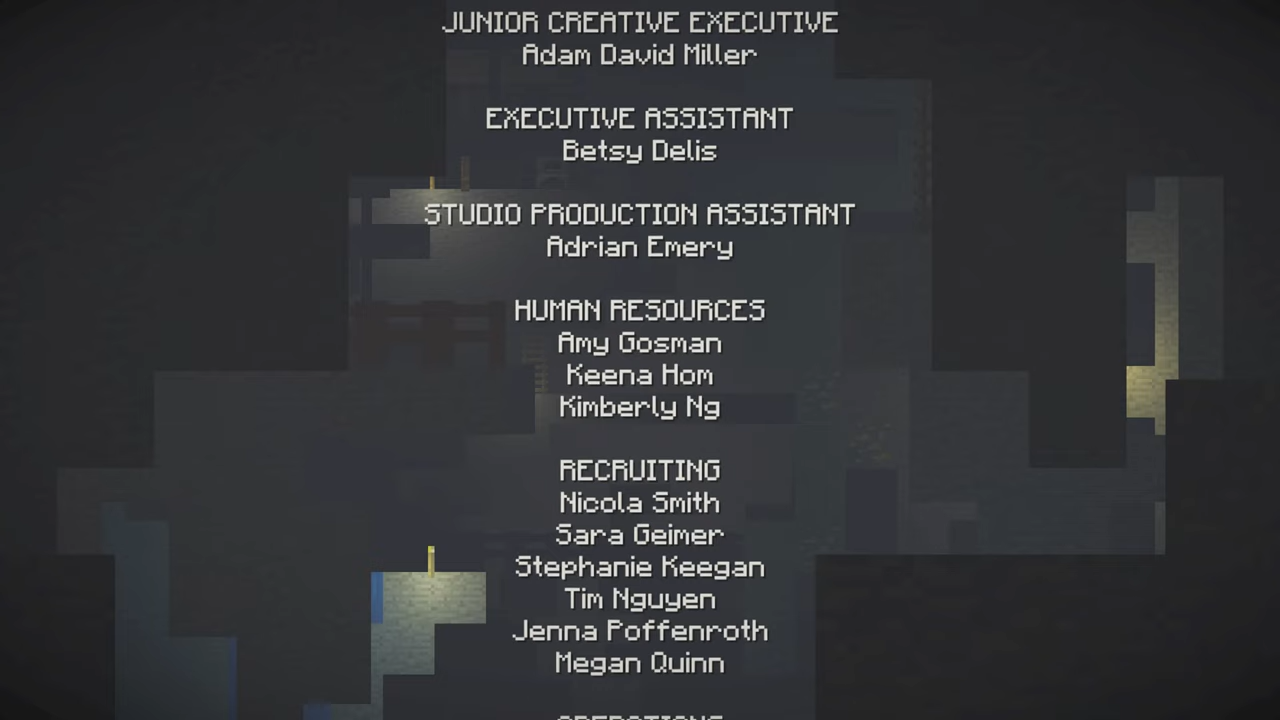 JUNIOR CREATIVE EXECUTIVE
Adam David Miller
EXECUTIVE ASSISTANT
Betsy Delis
STUDIO PRODUCTION ASSISTANT
Adrian Emery
HUMAN RESOURCES
Amy Gosman
Keena Hom
Kimberly Ng
RECRUITING
Nicola Smith
Sara Geimer
Stephanie Keegan
Tim Nguyen
Jenna Poffenroth
Megan Quinn
OPERATIONS